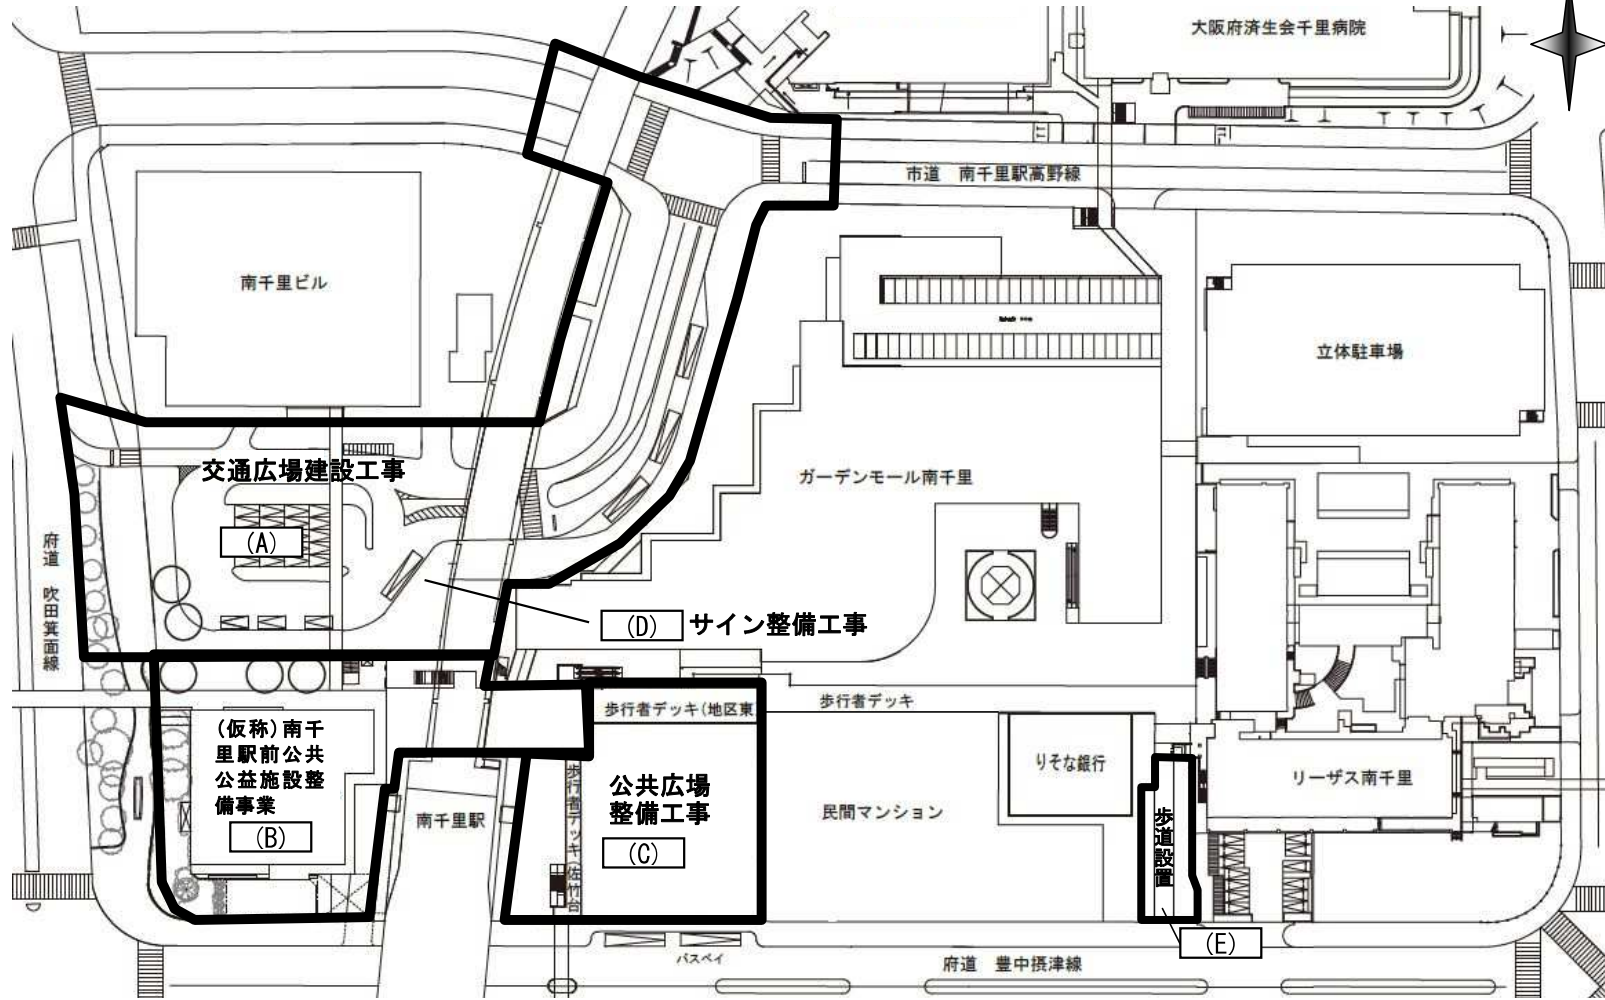 大阪府済生会千里病院
市道　南千里駅高野線
南千里ビル
立体駐車場
交通広場建設工事
(A)
ガーデンモール南千里
府道　吹田箕面線
(D)
サイン整備工事
歩行者デッキ(地区東
歩行者デッキ
(仮称)南千
里駅前公共
公益施設整
備事業
(B)
南千里駅
歩行者デッキ(佐竹台
公共広場
整備工事
(C)
民間マンション
りそな銀行
歩道設置
リーザス南千里
(E)
バスベイ
府道　豊中摂津線